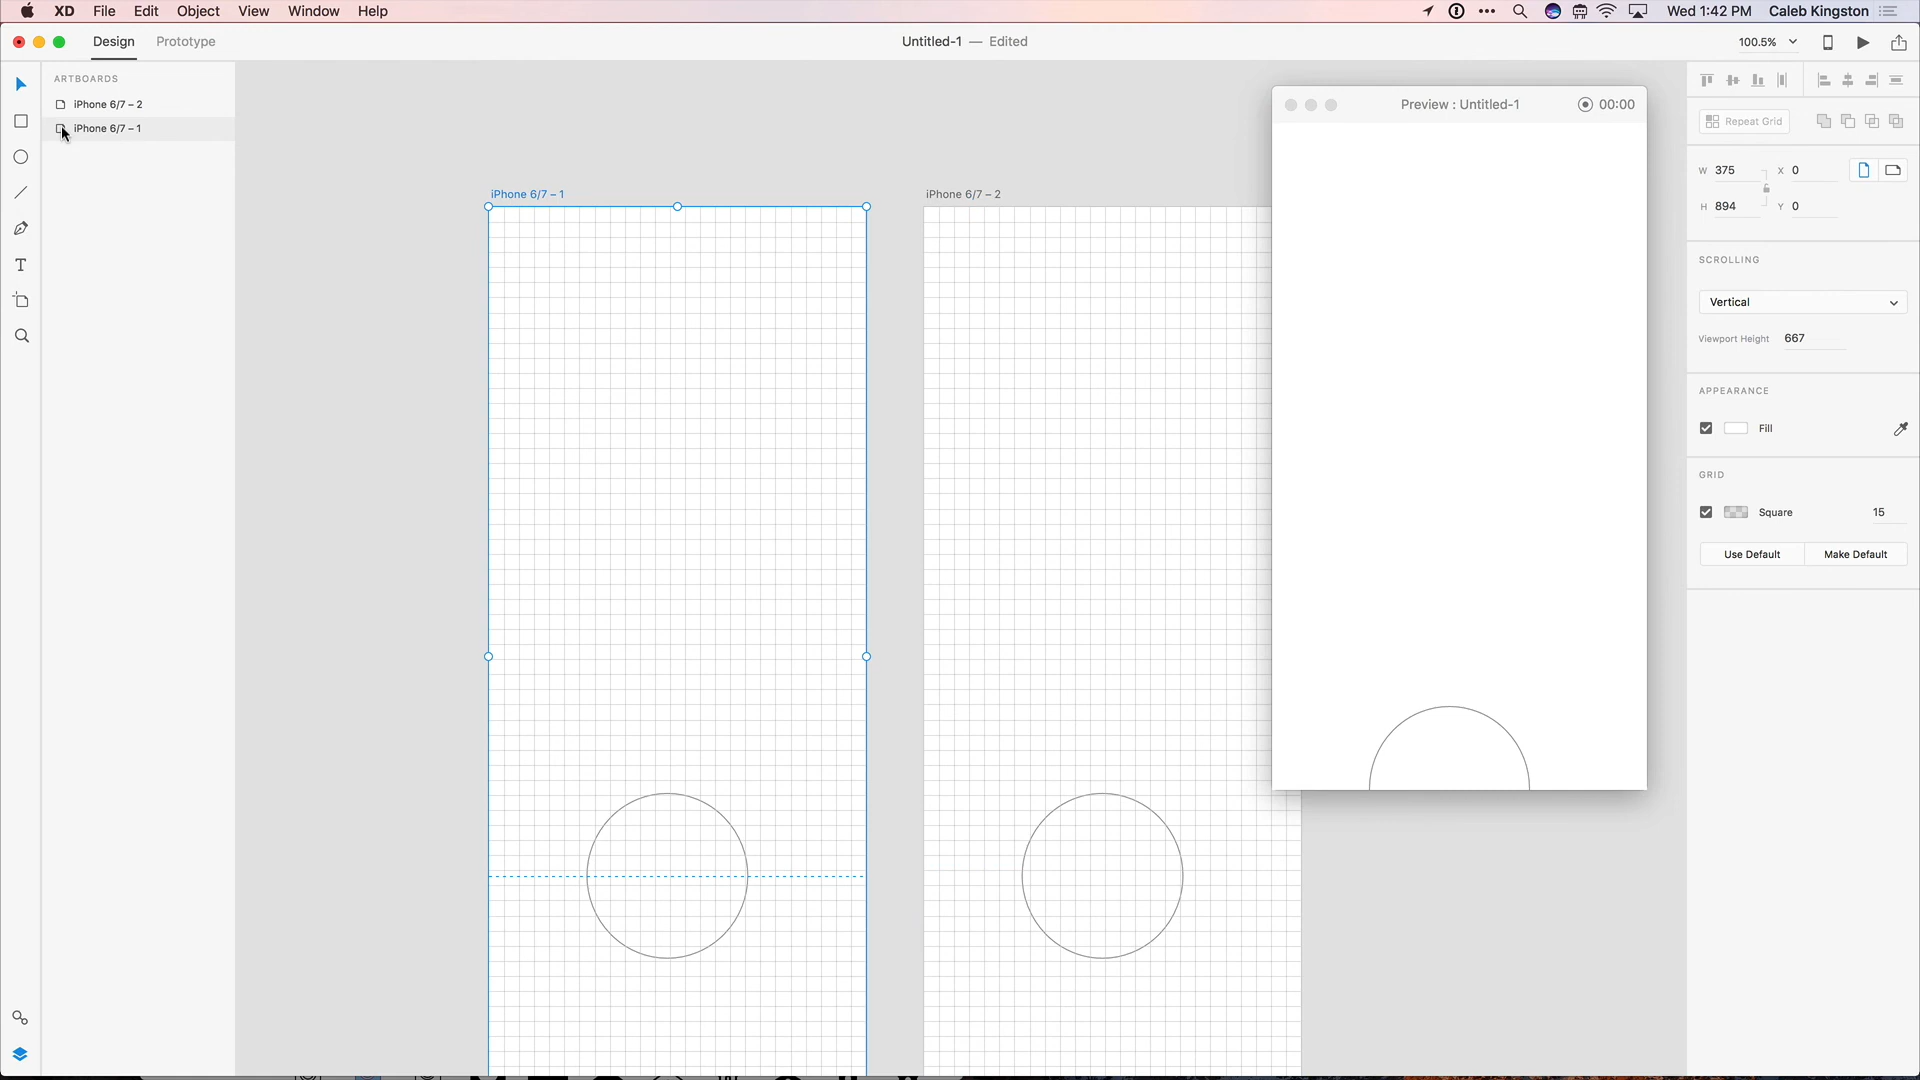 XD File Edit Object View Window Help
Wed 1:42 PM Caleb Kingston
Design Prototype
Untitled-1 — Edited
100.5%
ARTBOARDS
iPhone 6/7 – 2
iPhone 6/7 – 1
iPhone 6/7 – 1
iPhone 6/7 – 2
Preview : Untitled-1 00:00
Repeat Grid
W 375 X 0
H 894 Y 0
SCROLLING
Vertical
Viewport Height 667
APPEARANCE
Fill
GRID
Square 15
Use Default Make Default